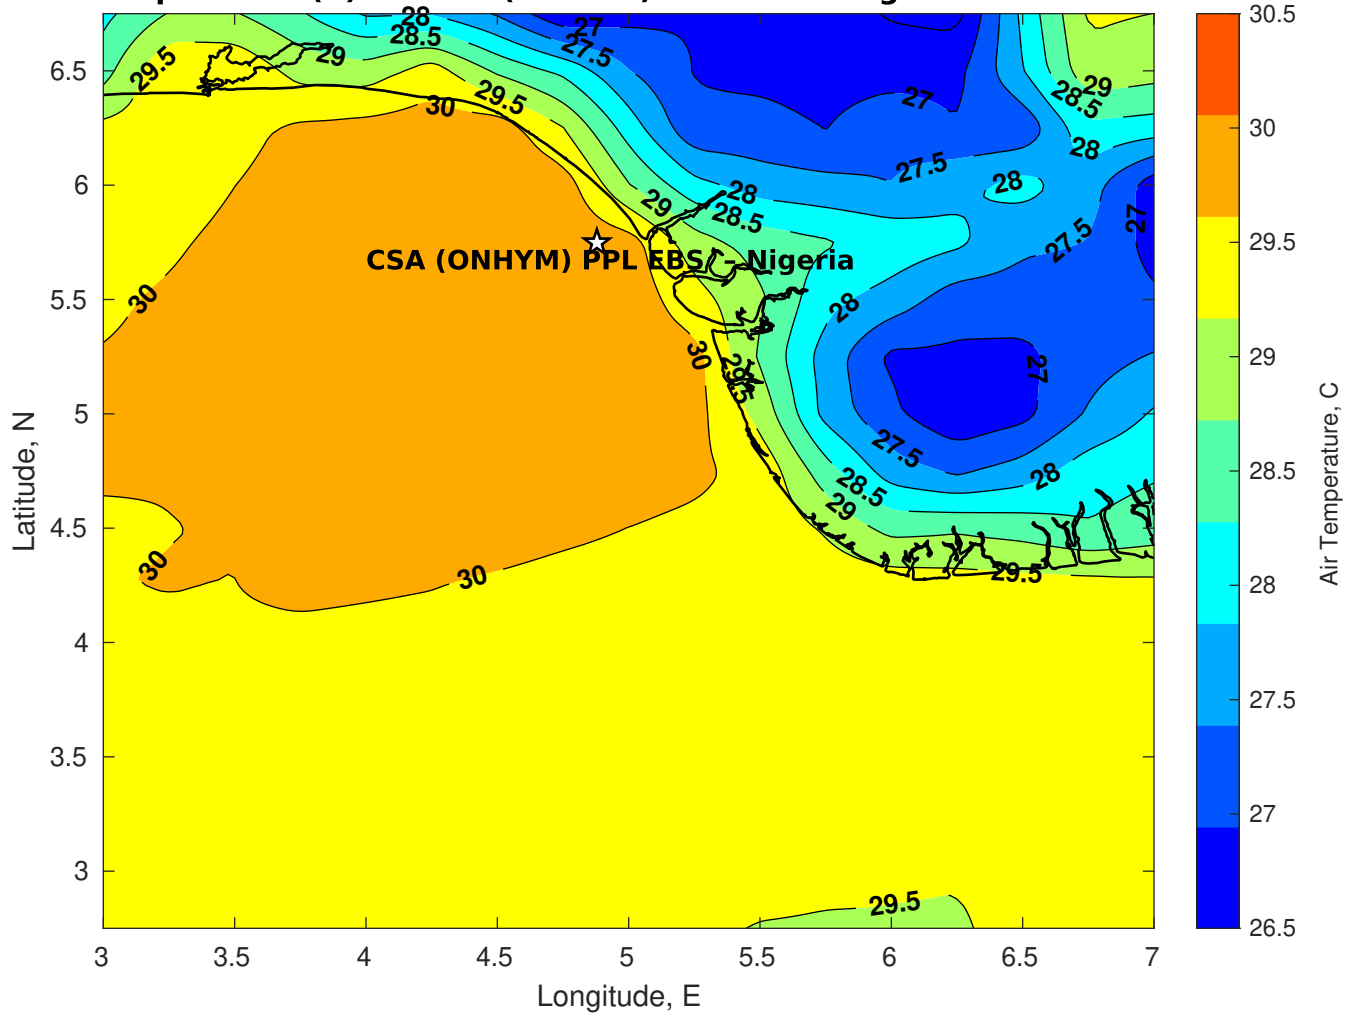 28 27 30.5
28.5 27.5
29.5 29
6.5 29.5 30 27 28.5 29 30
28
27.5
6 29 28 28 29.5
28.5 27 27.5
CSA (ONHYM) PPL EBS / – Nigeria
5.5 30 28
30 29.5 27 29
5
27.5 28.5
28.5 28
29
4.5 28
30 30 29.5
4 27.5
3.5
27
3
29.5
26.5
3 3.5 4 4.5 5 5.5 6 6.5 7
Longitude, E
Latitude, N
Air Temperature, C